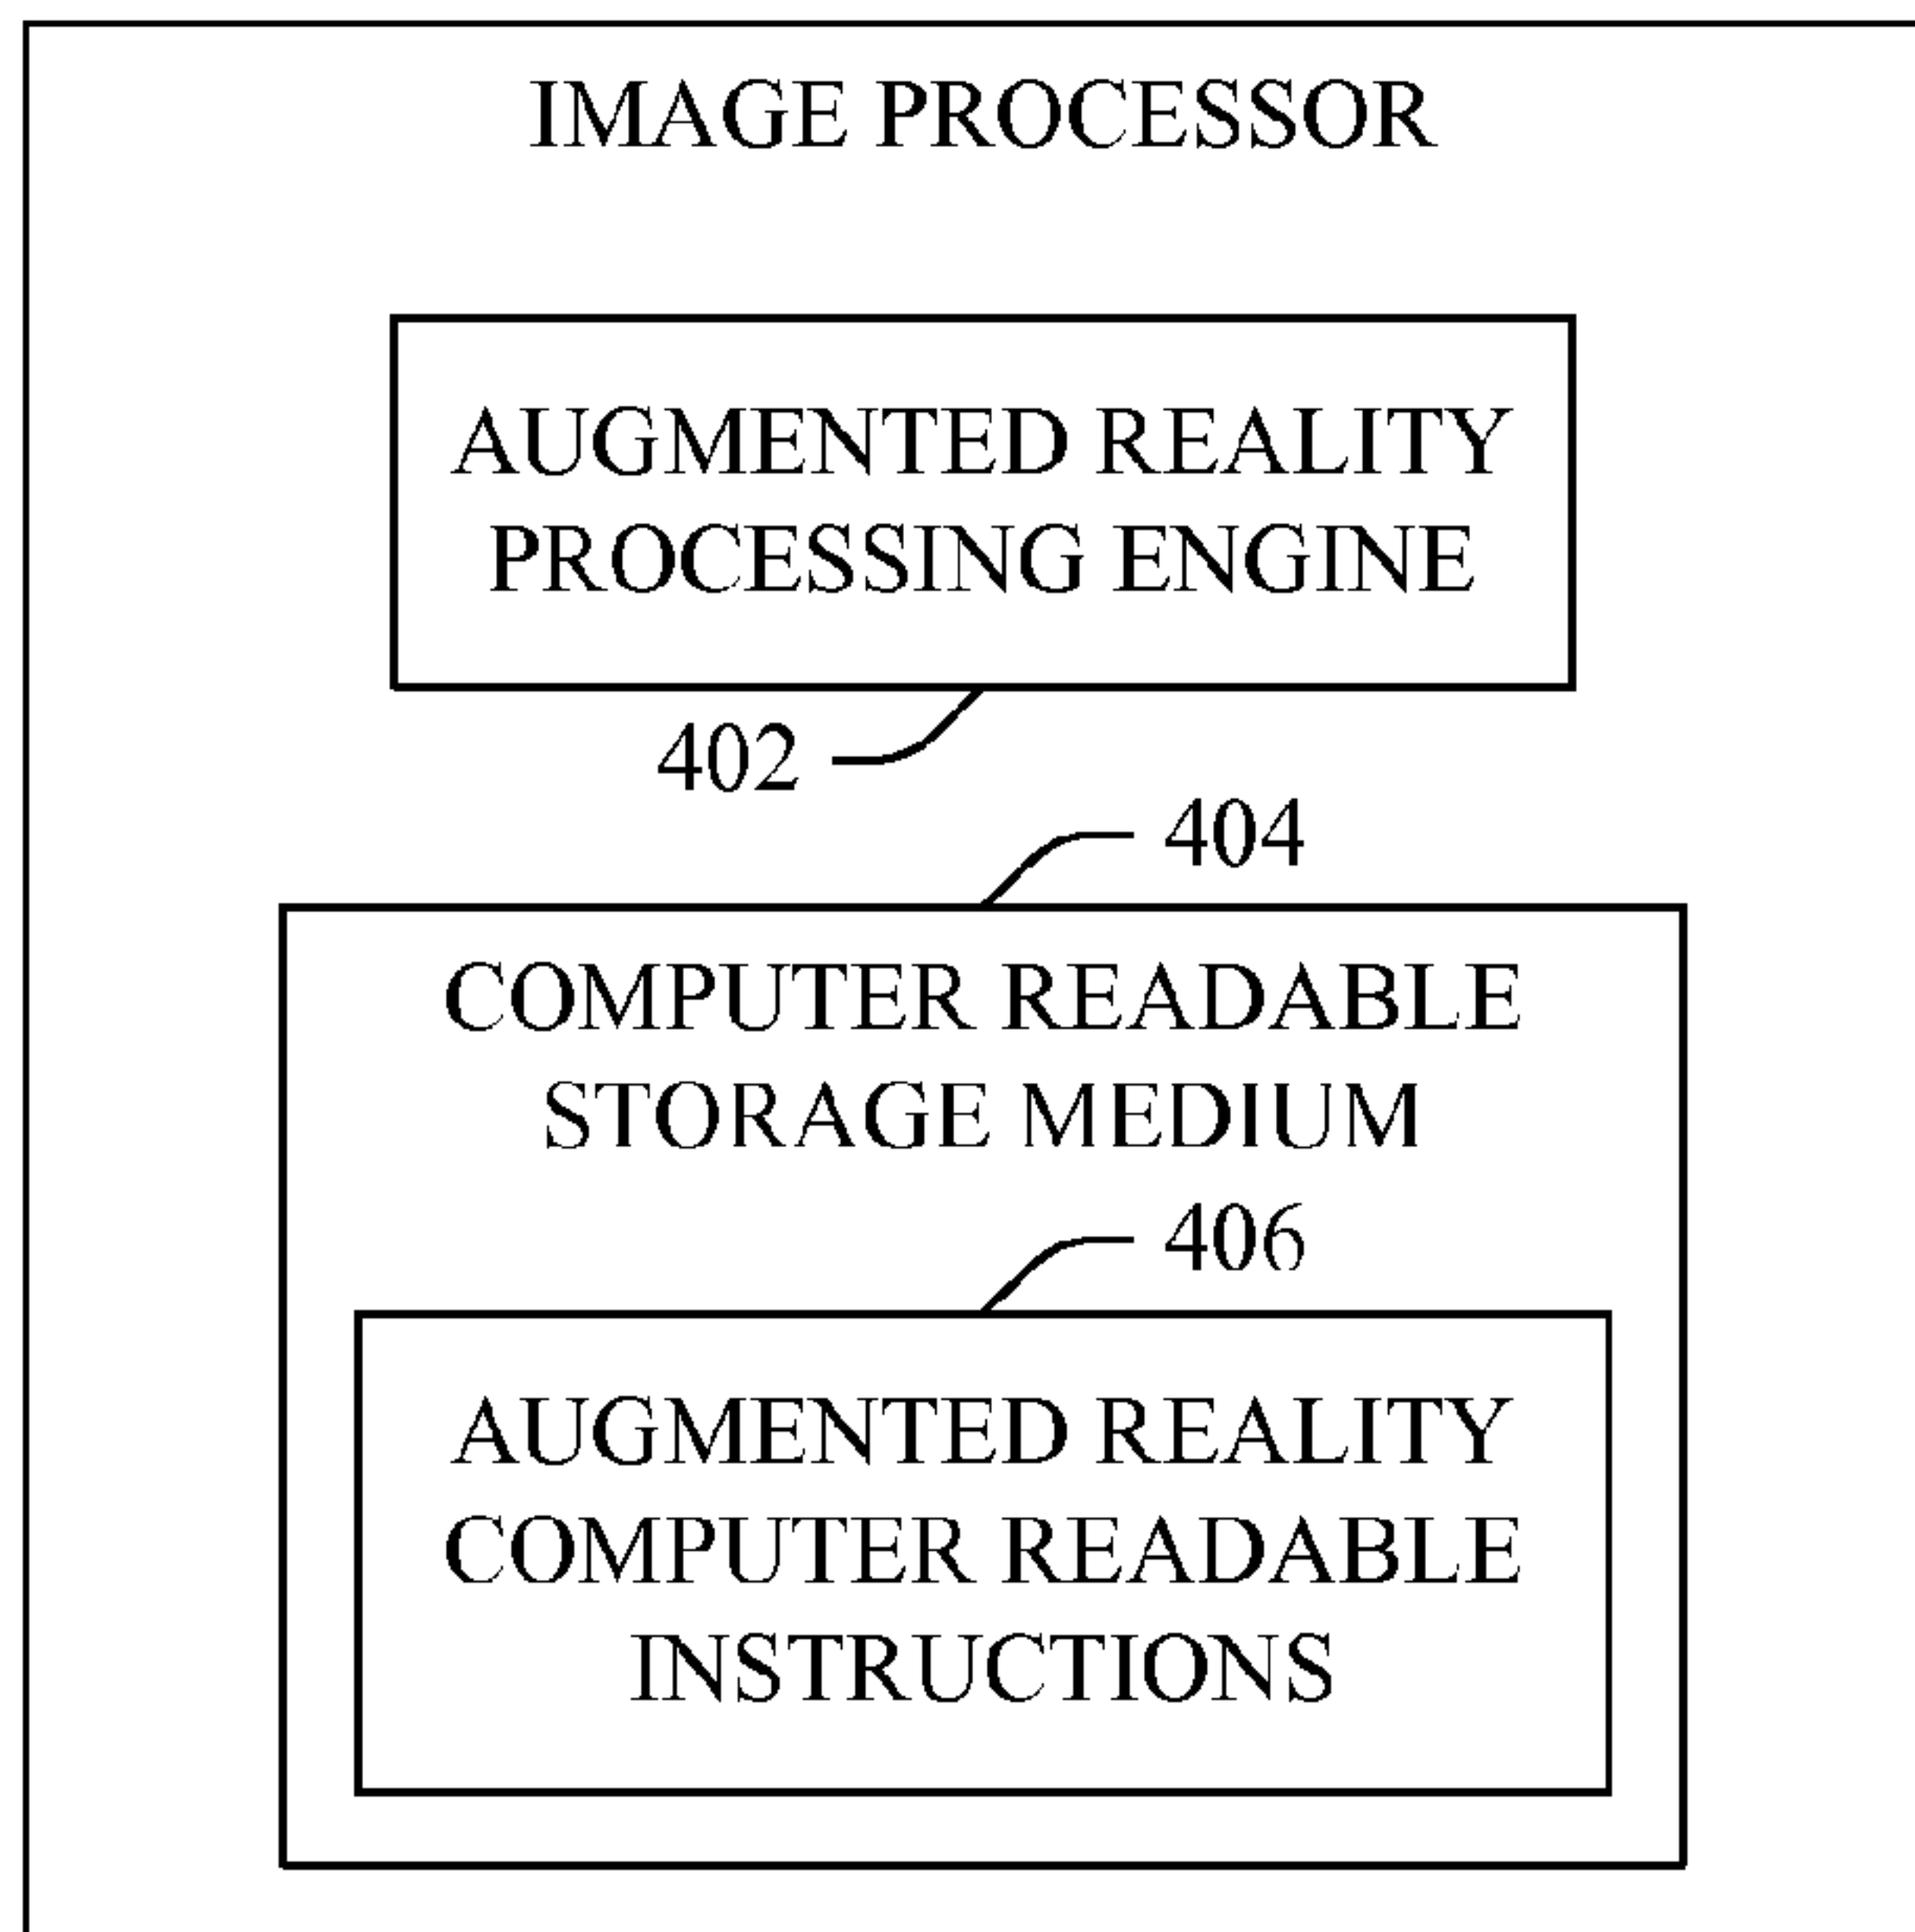 IMAGE PROCESSOR
AUGMENTED REALITY
PROCESSING ENGINE
402
404
COMPUTER READABLE
STORAGE MEDIUM
406
AUGMENTED REALITY
COMPUTER READABLE
INSTRUCTIONS